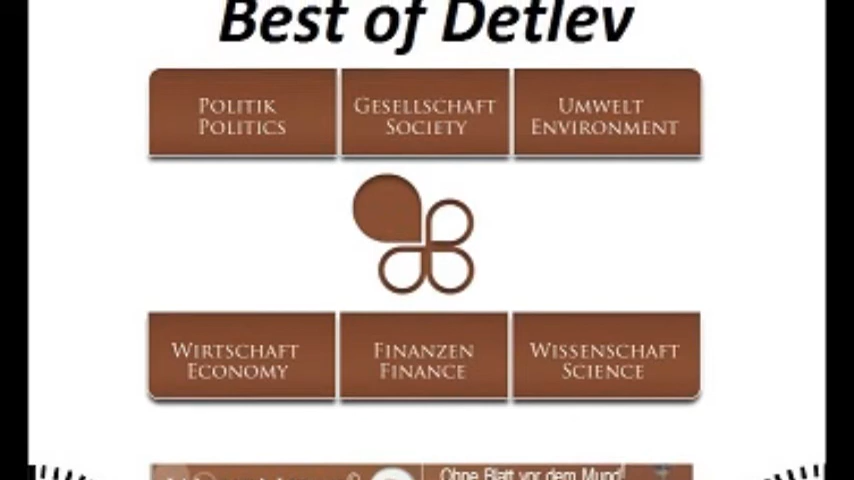 Best of Detlev
POLITIK
POLITICS
GESELLSCHAFT
SOCIETY
UMWELT
ENVIRONMENT
WIRTSCHAFT
ECONOMY
FINANZEN
FINANCE
WISSENSCHAFT
SCIENCE
Ohne Blatt vor dem Mund